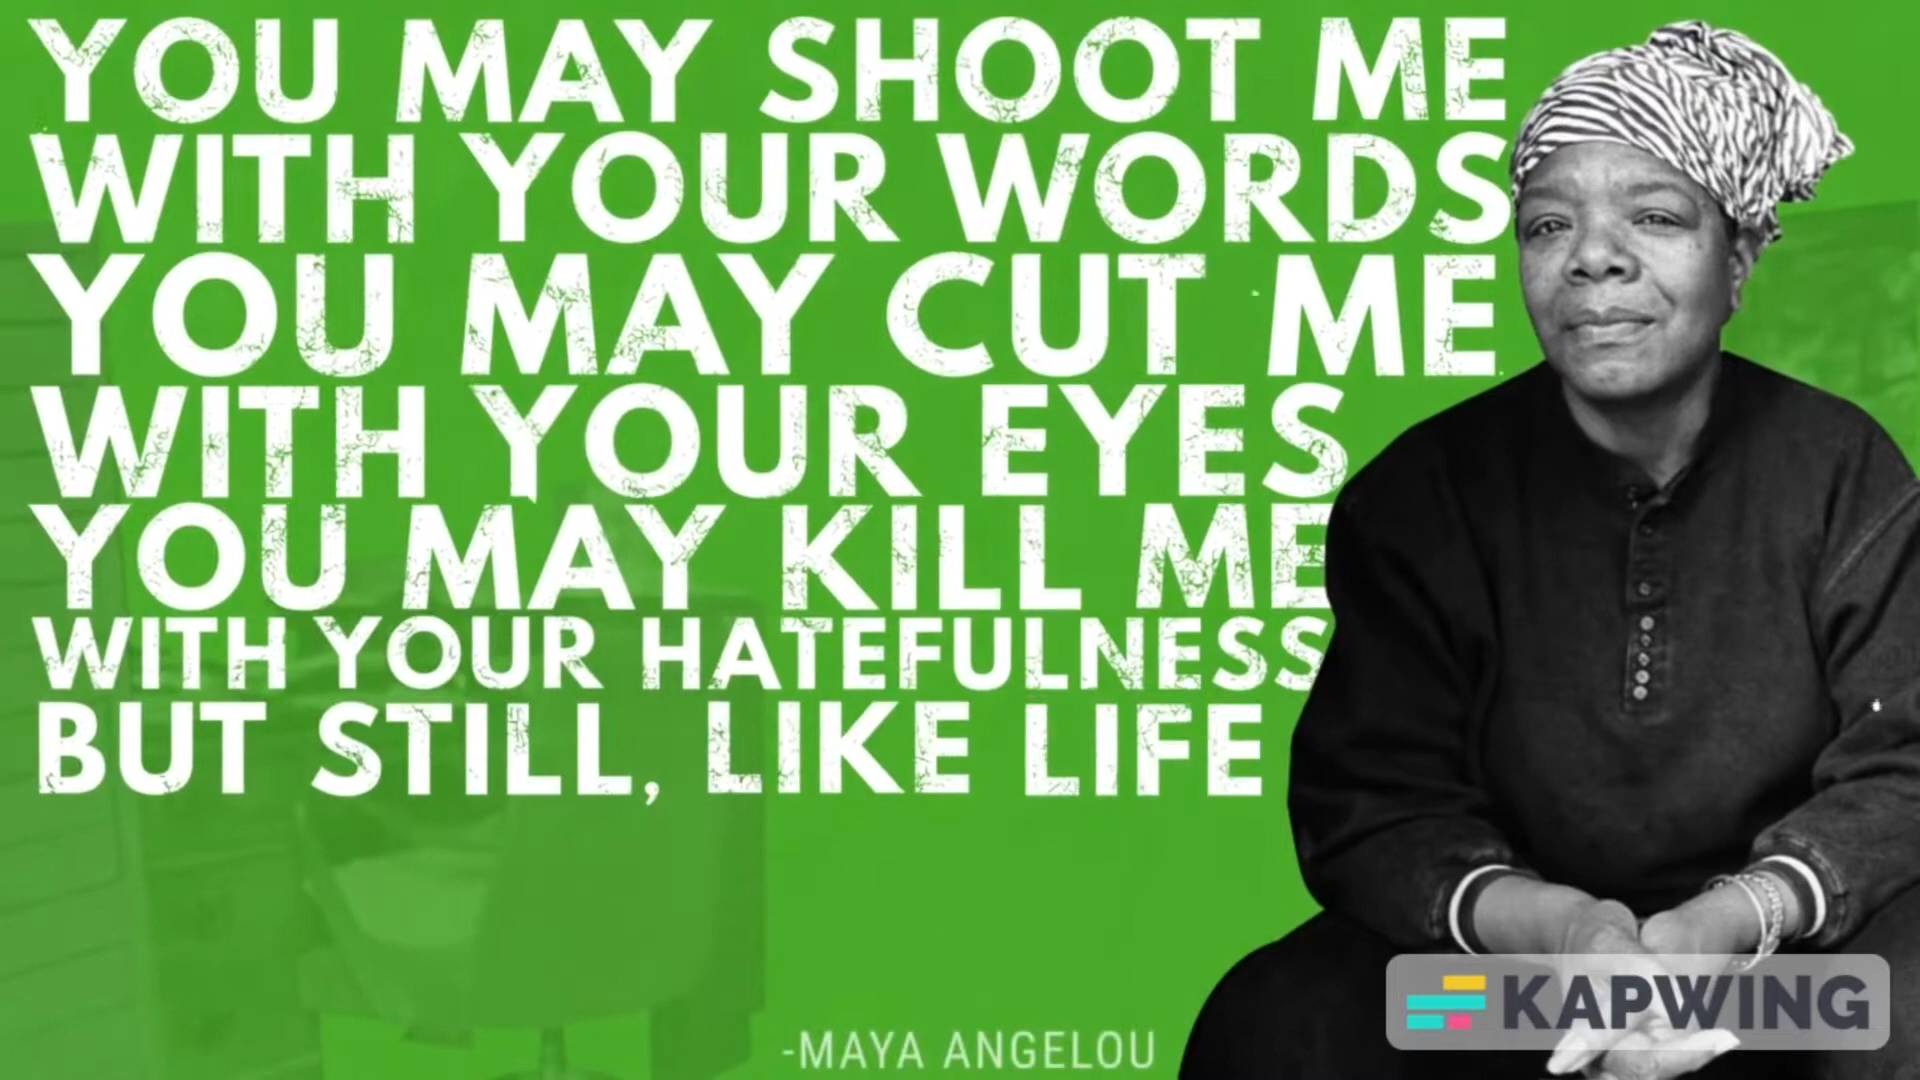 YOU MAY SHOOT ME
WITH YOUR WORDS
YOU MAY CUT ME
WITH YOUR EYES
YOU MAY KILL ME
WITH YOUR HATEFULNESS
BUT STILL, LIKE LIFE
-MAYA ANGELOU
KAPWING